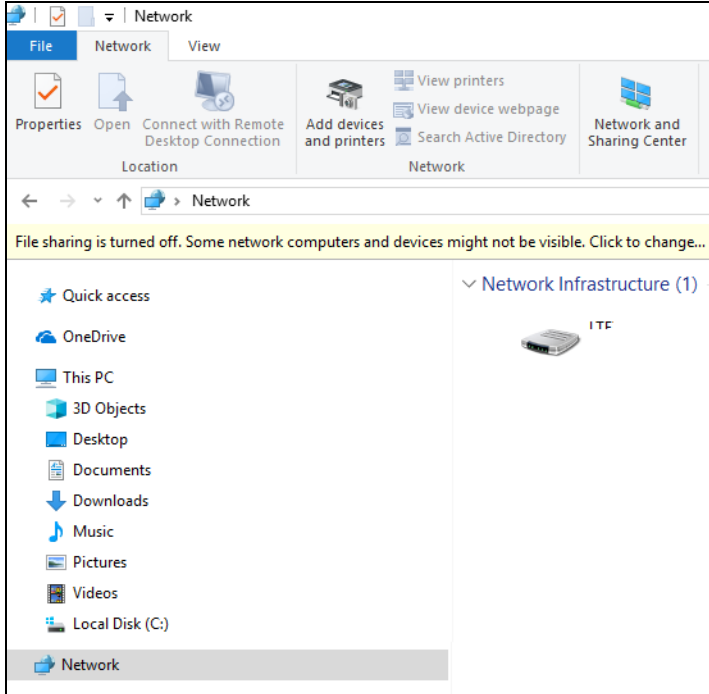 Network
File Network View
Properties Open Connect with Remote Desktop Connection
Location
Add devices and printers
View printers
View device webpage
Search Active Directory
Network
Network and Sharing Center
Network
File sharing is turned off. Some network computers and devices might not be visible. Click to change...
Quick access
OneDrive
This PC
3D Objects
Desktop
Documents
Downloads
Music
Pictures
Videos
Local Disk (C:)
Network
Network Infrastructure (1)